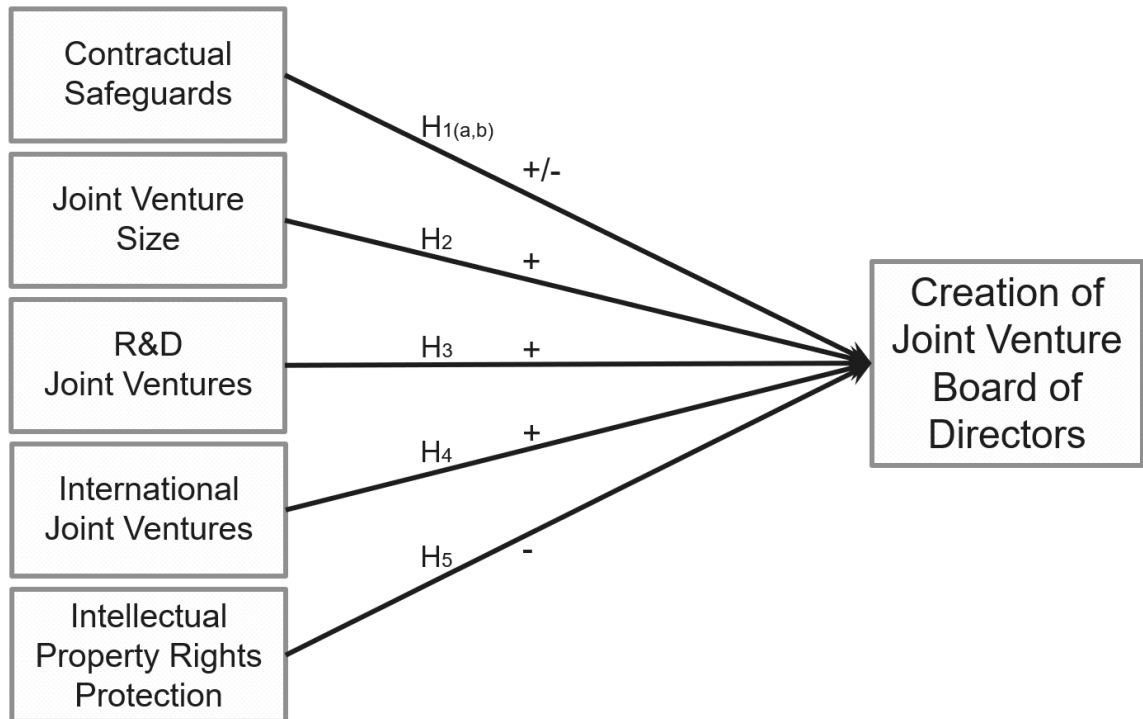 Contractual
Safeguards
H1(a,b)
+/-
Joint Venture
Size
H2
+
R&D
Joint Ventures
H3
+
International
Joint Ventures
H4
+
Intellectual
Property Rights
Protection
H5
-
Creation of
Joint Venture
Board of
Directors